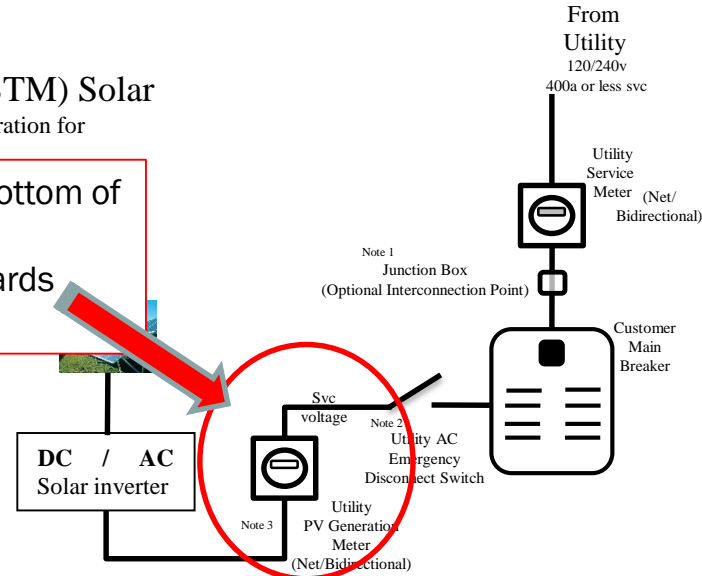 From
Utility
120/240v
400a or less svc
TM) Solar
ration for
ottom of
ards
Utility
Service
Meter
(Net/
Bidirectional)
Note 1
Junction Box
(Optional Interconnection Point)
Customer
Main
Breaker
Svc
voltage
Note 2
Utility AC
Emergency
Disconnect Switch
DC / AC
Solar inverter
Note 3
Utility
PV Generation
Meter
(Net/Bidirectional)